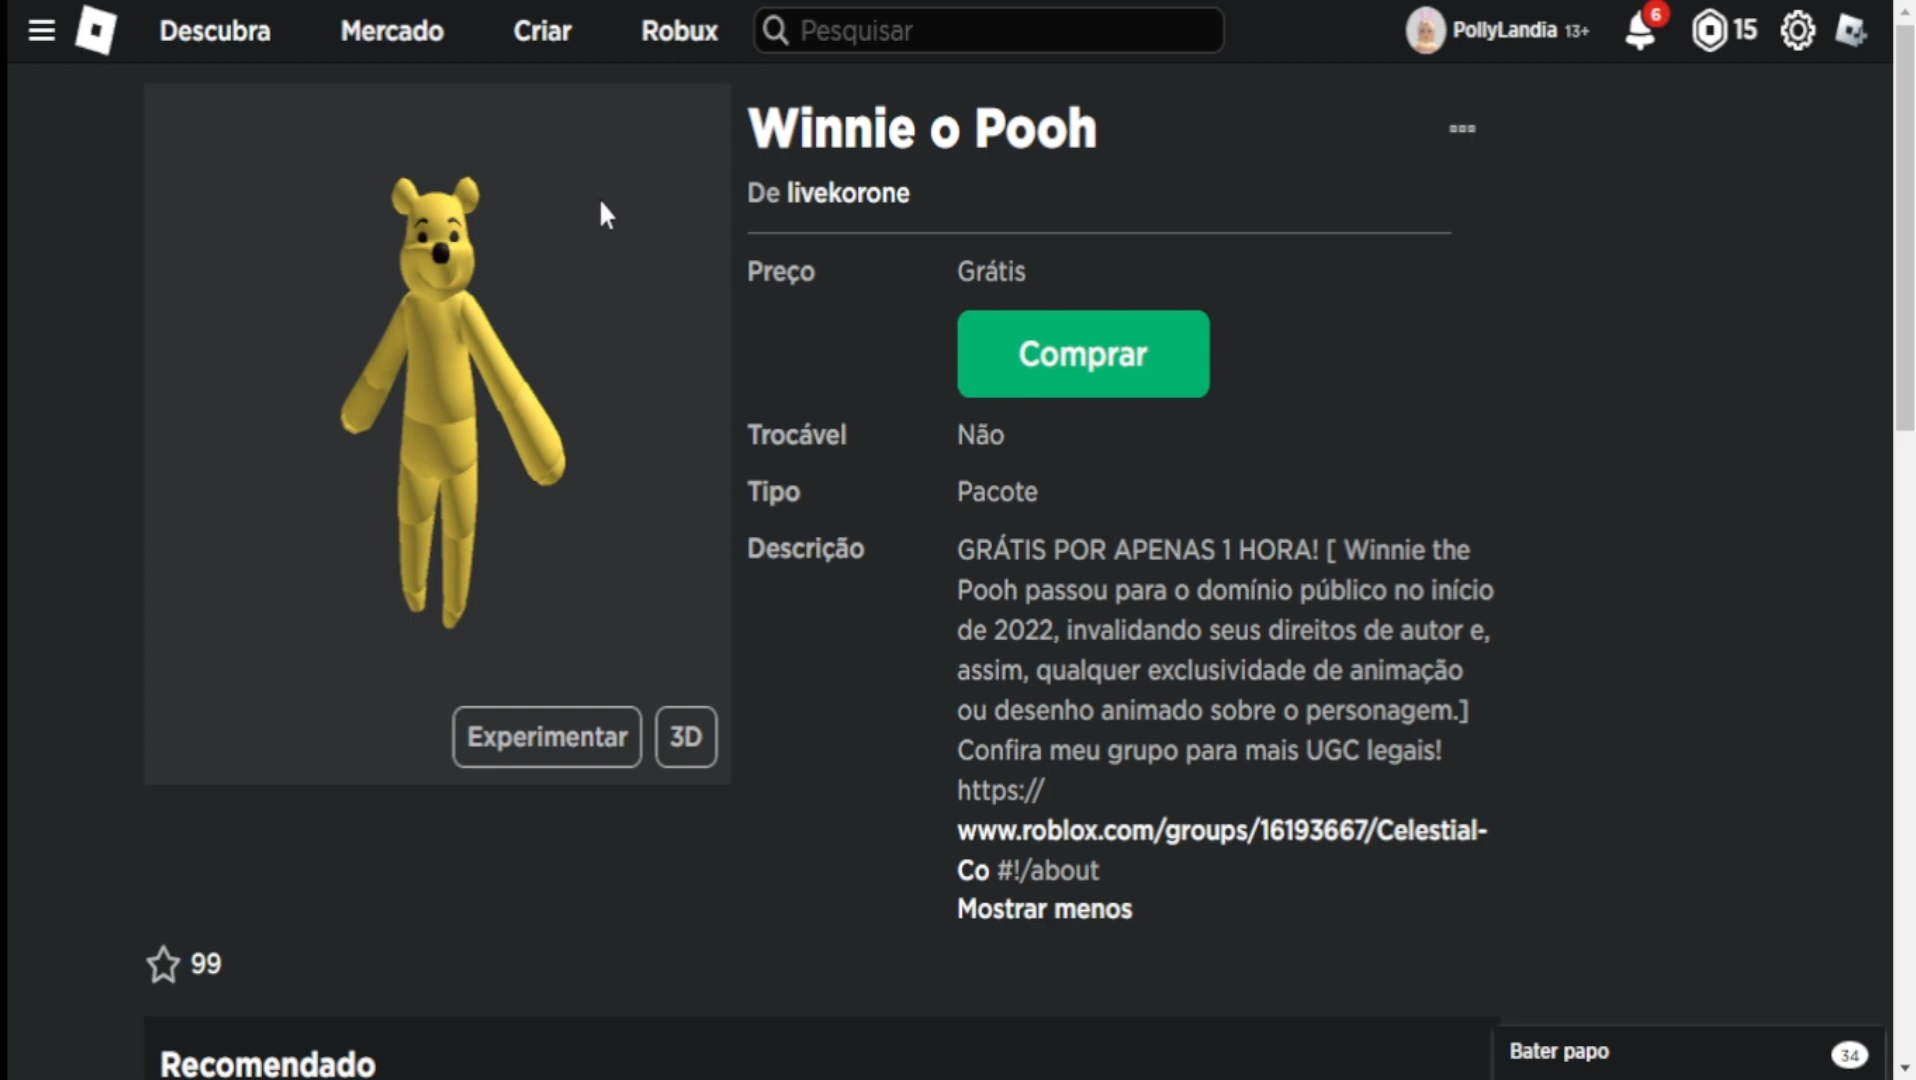 Descubra Mercado Criar Robux Pesquisar PollyLandia 13+ 6 15
Winnie o Pooh
De livekorone
Preço Grátis
Comprar
Trocável Não
Tipo Pacote
Descrição GRÁTIS POR APENAS 1 HORA! [ Winnie the
Pooh passou para o domínio público no início
de 2022, invalidando seus direitos de autor e,
assim, qualquer exclusividade de animação
ou desenho animado sobre o personagem.]
Confira meu grupo para mais UGC legais!
https://
www.roblox.com/groups/16193667/Celestial-
Co #!/about
Mostrar menos
Experimentar 3D
99
Recomendado
Bater papo 34